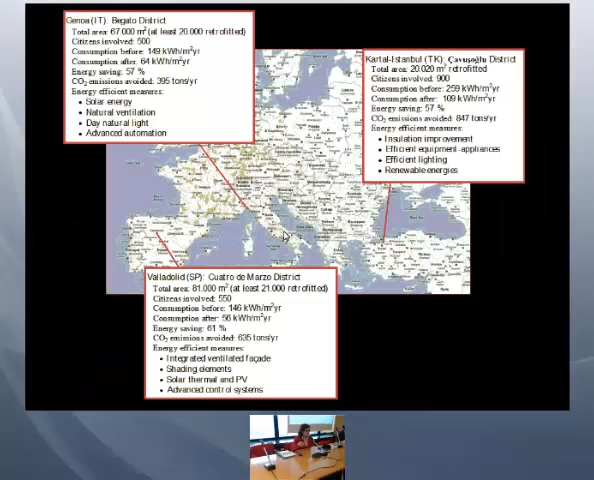 Genoa (IT): Begato District
Total area: 67.000 m² (at least 20.000 retrofitted)
Citizens involved: 500
Consumption before: 149 kWh/m²yr
Consumption after: 64 kWh/m²yr
Energy saving: 57 %
CO₂ emissions avoided: 395 tons/yr
Energy efficient measures:
• Solar energy
• Natural ventilation
• Day natural light
• Advanced automation
Kartal-Istanbul (TK): Çavuşoğlu District
Total area: 20.020 m² retrofitted
Citizens involved: 900
Consumption before: 259 kWh/m²yr
Consumption after: 109 kWh/m²yr
Energy saving: 57 %
CO₂ emissions avoided: 847 tons/yr
Energy efficient measures:
• Insulation improvement
• Efficient equipment-appliances
• Efficient lighting
• Renewable energies
Valladolid (SP): Cuatro de Marzo District
Total area: 81.000 m² (at least 21.000 retrofitted)
Citizens involved: 550
Consumption before: 146 kWh/m²yr
Consumption after: 56 kWh/m²yr
Energy saving: 61 %
CO₂ emissions avoided: 635 tons/yr
Energy efficient measures:
• Integrated ventilated façade
• Shading elements
• Solar thermal and PV
• Advanced control systems